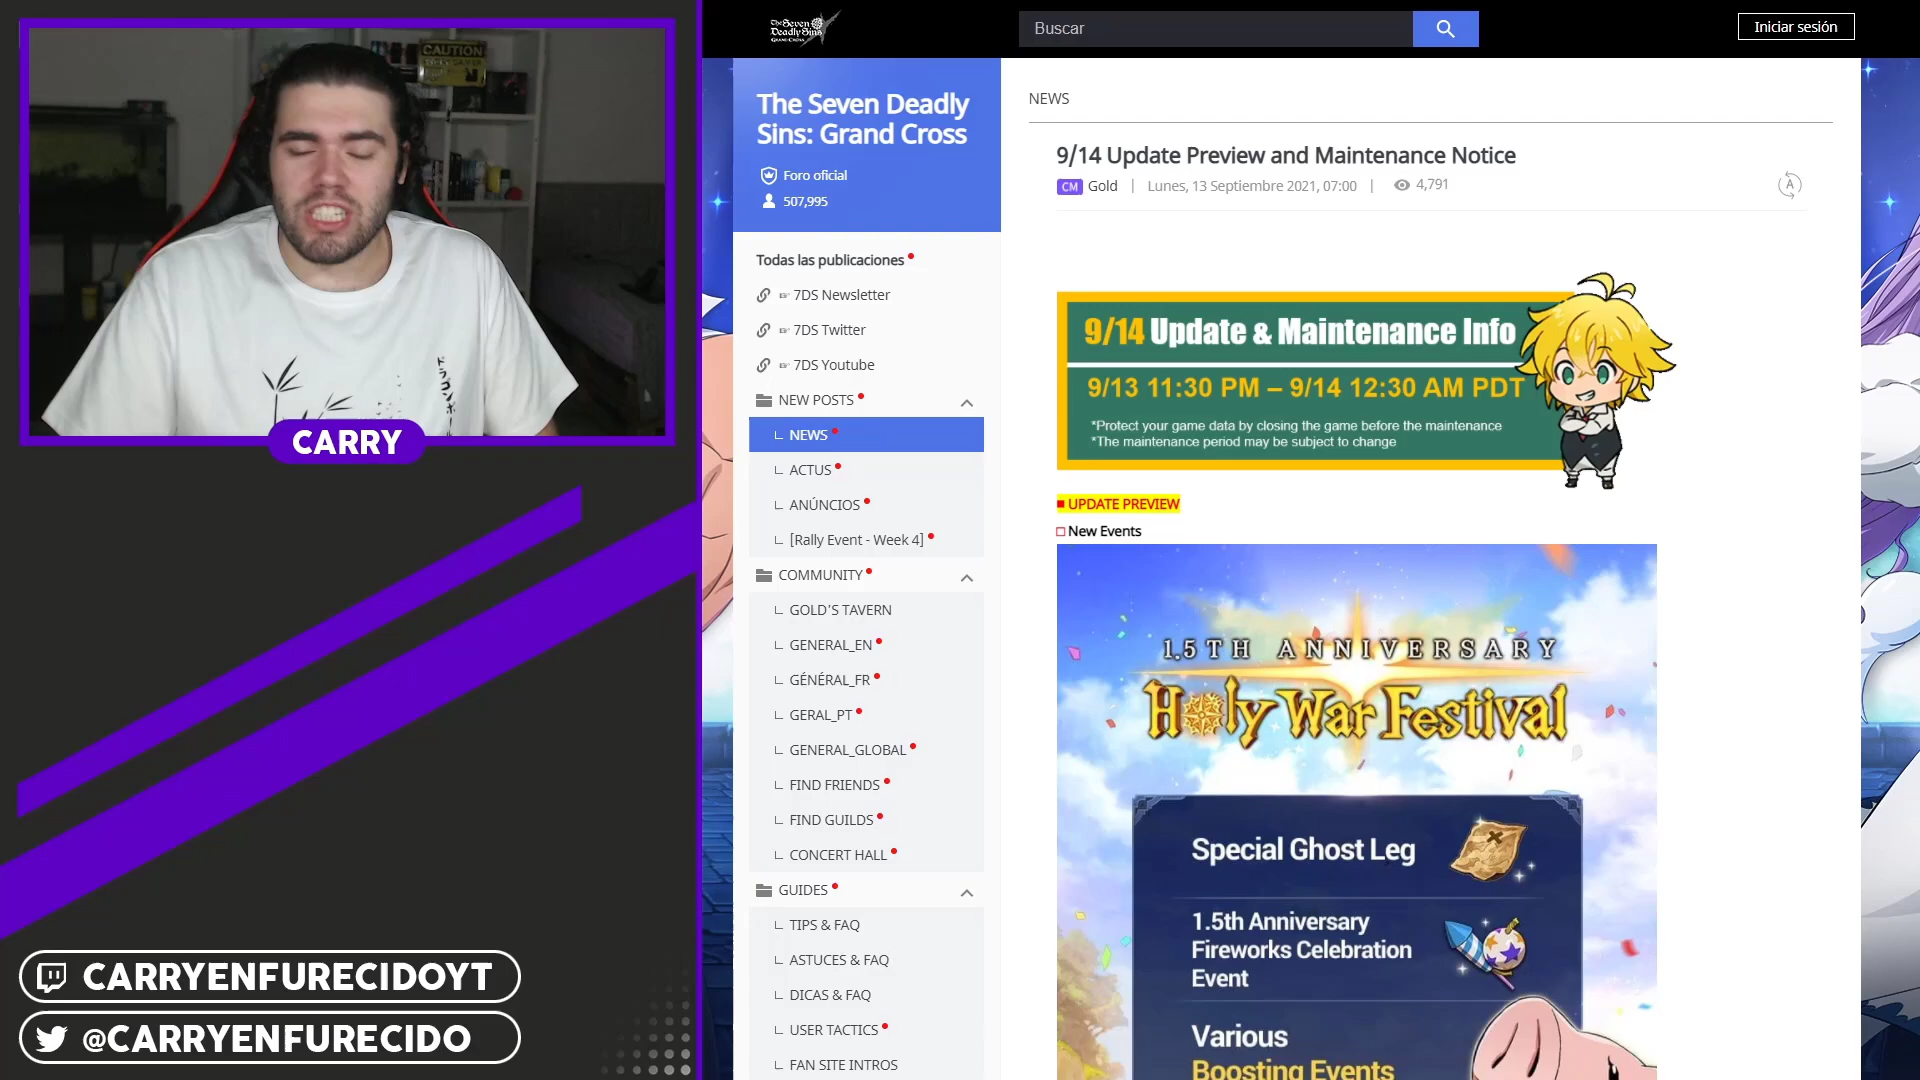 CAUTION
CARRY
CARRYENFURECIDOYT
@CARRYENFURECIDO
The Seven
Deadly Sins
GRAND CROSS
Buscar
Iniciar sesión
The Seven Deadly
Sins: Grand Cross
Foro oficial
507,995
Todas las publicaciones
☞ 7DS Newsletter
☞ 7DS Twitter
☞ 7DS Youtube
NEW POSTS
NEWS
ACTUS
ANÚNCIOS
[Rally Event - Week 4]
COMMUNITY
GOLD'S TAVERN
GENERAL_EN
GÉNÉRAL_FR
GERAL_PT
GENERAL_GLOBAL
FIND FRIENDS
FIND GUILDS
CONCERT HALL
GUIDES
TIPS & FAQ
ASTUCES & FAQ
DICAS & FAQ
USER TACTICS
FAN SITE INTROS
NEWS
9/14 Update Preview and Maintenance Notice
CM Gold | Lunes, 13 Septiembre 2021, 07:00 | 4,791
A
9/14 Update & Maintenance Info
9/13 11:30 PM – 9/14 12:30 AM PDT
*Protect your game data by closing the game before the maintenance
*The maintenance period may be subject to change
■ UPDATE PREVIEW
□ New Events
1.5TH ANNIVERSARY
Holy War Festival
Special Ghost Leg
1.5th Anniversary
Fireworks Celebration
Event
Various
Boosting Events